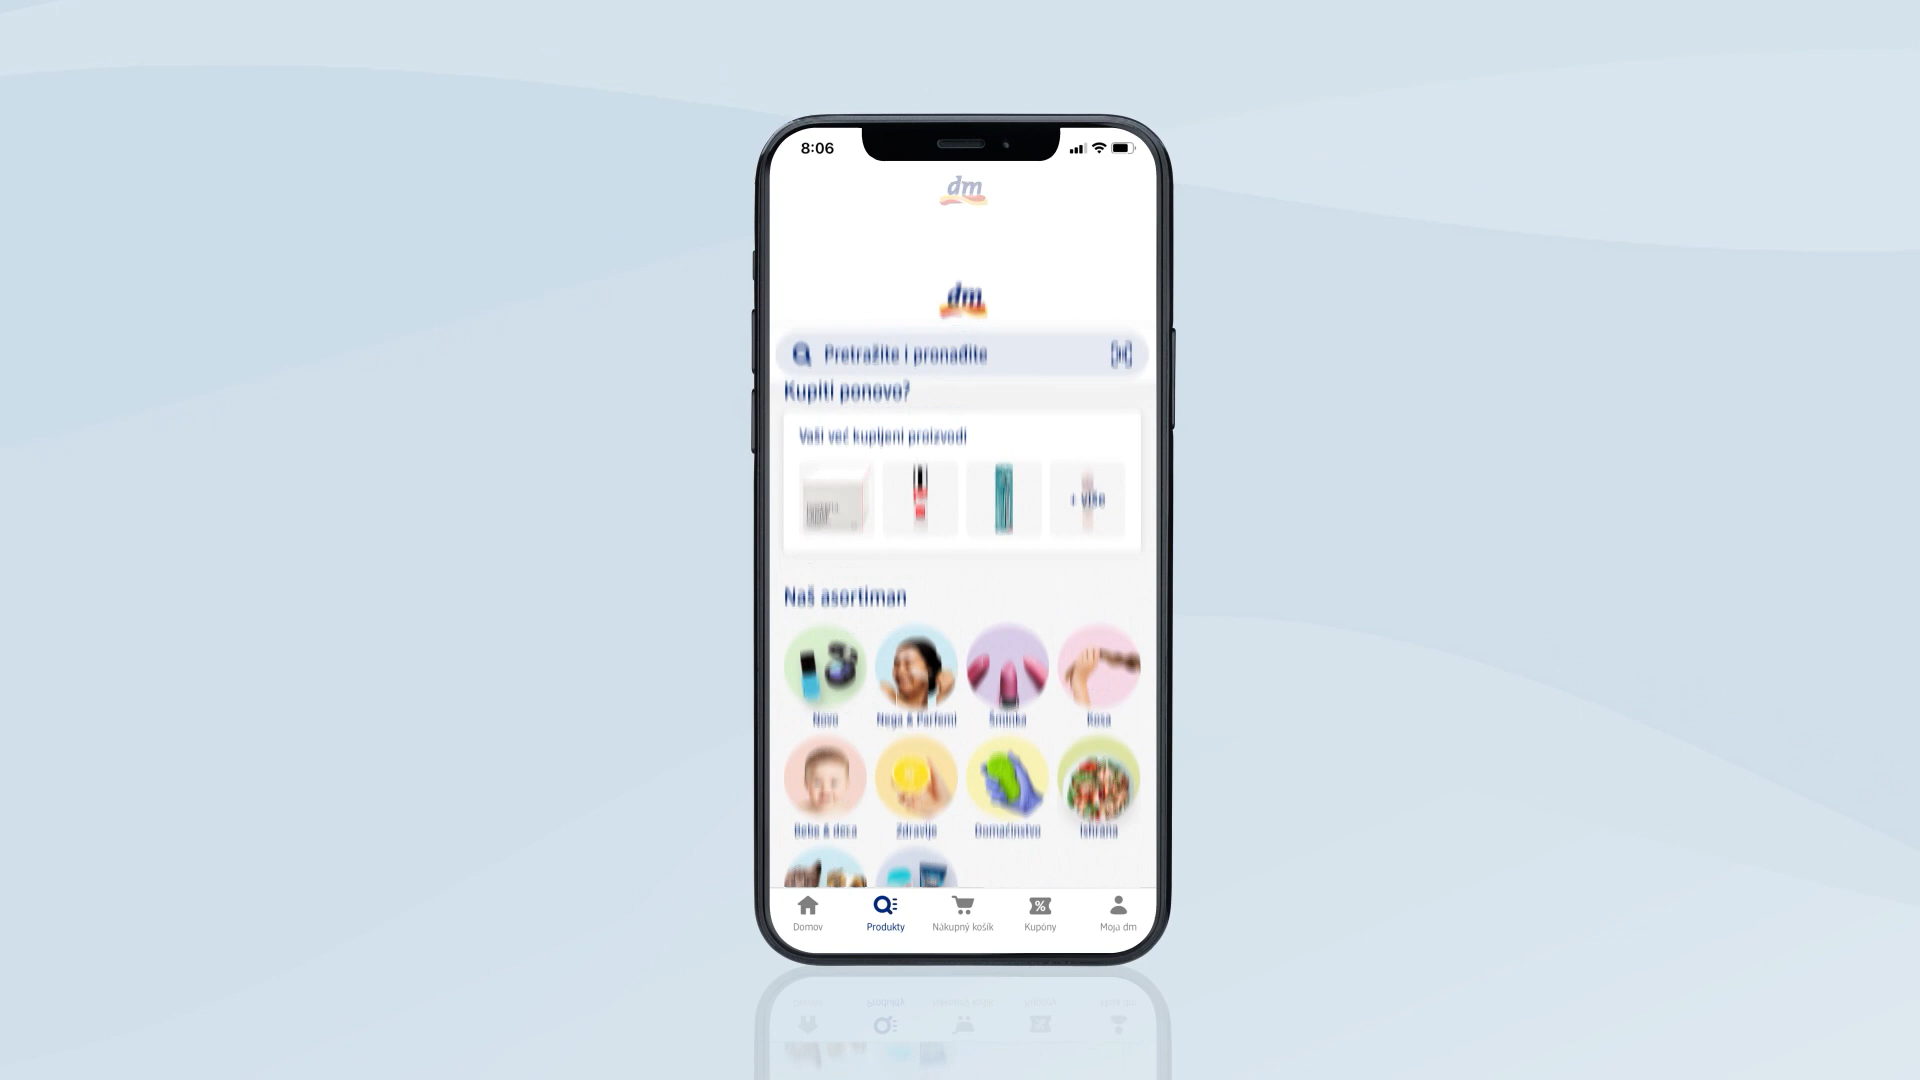 8:06
dm
dm
Pretražite i pronađite
Kupiti ponovo?
Vaši već kupljeni proizvodi
+ više
Naš asortiman
Novo
Nega & Parfemi
Šminka
Kosa
Bebe & deca
Zdravlje
Domaćinstvo
Ishrana
Domov
Produkty
Nákupný košík
Kupóny
Moja dm